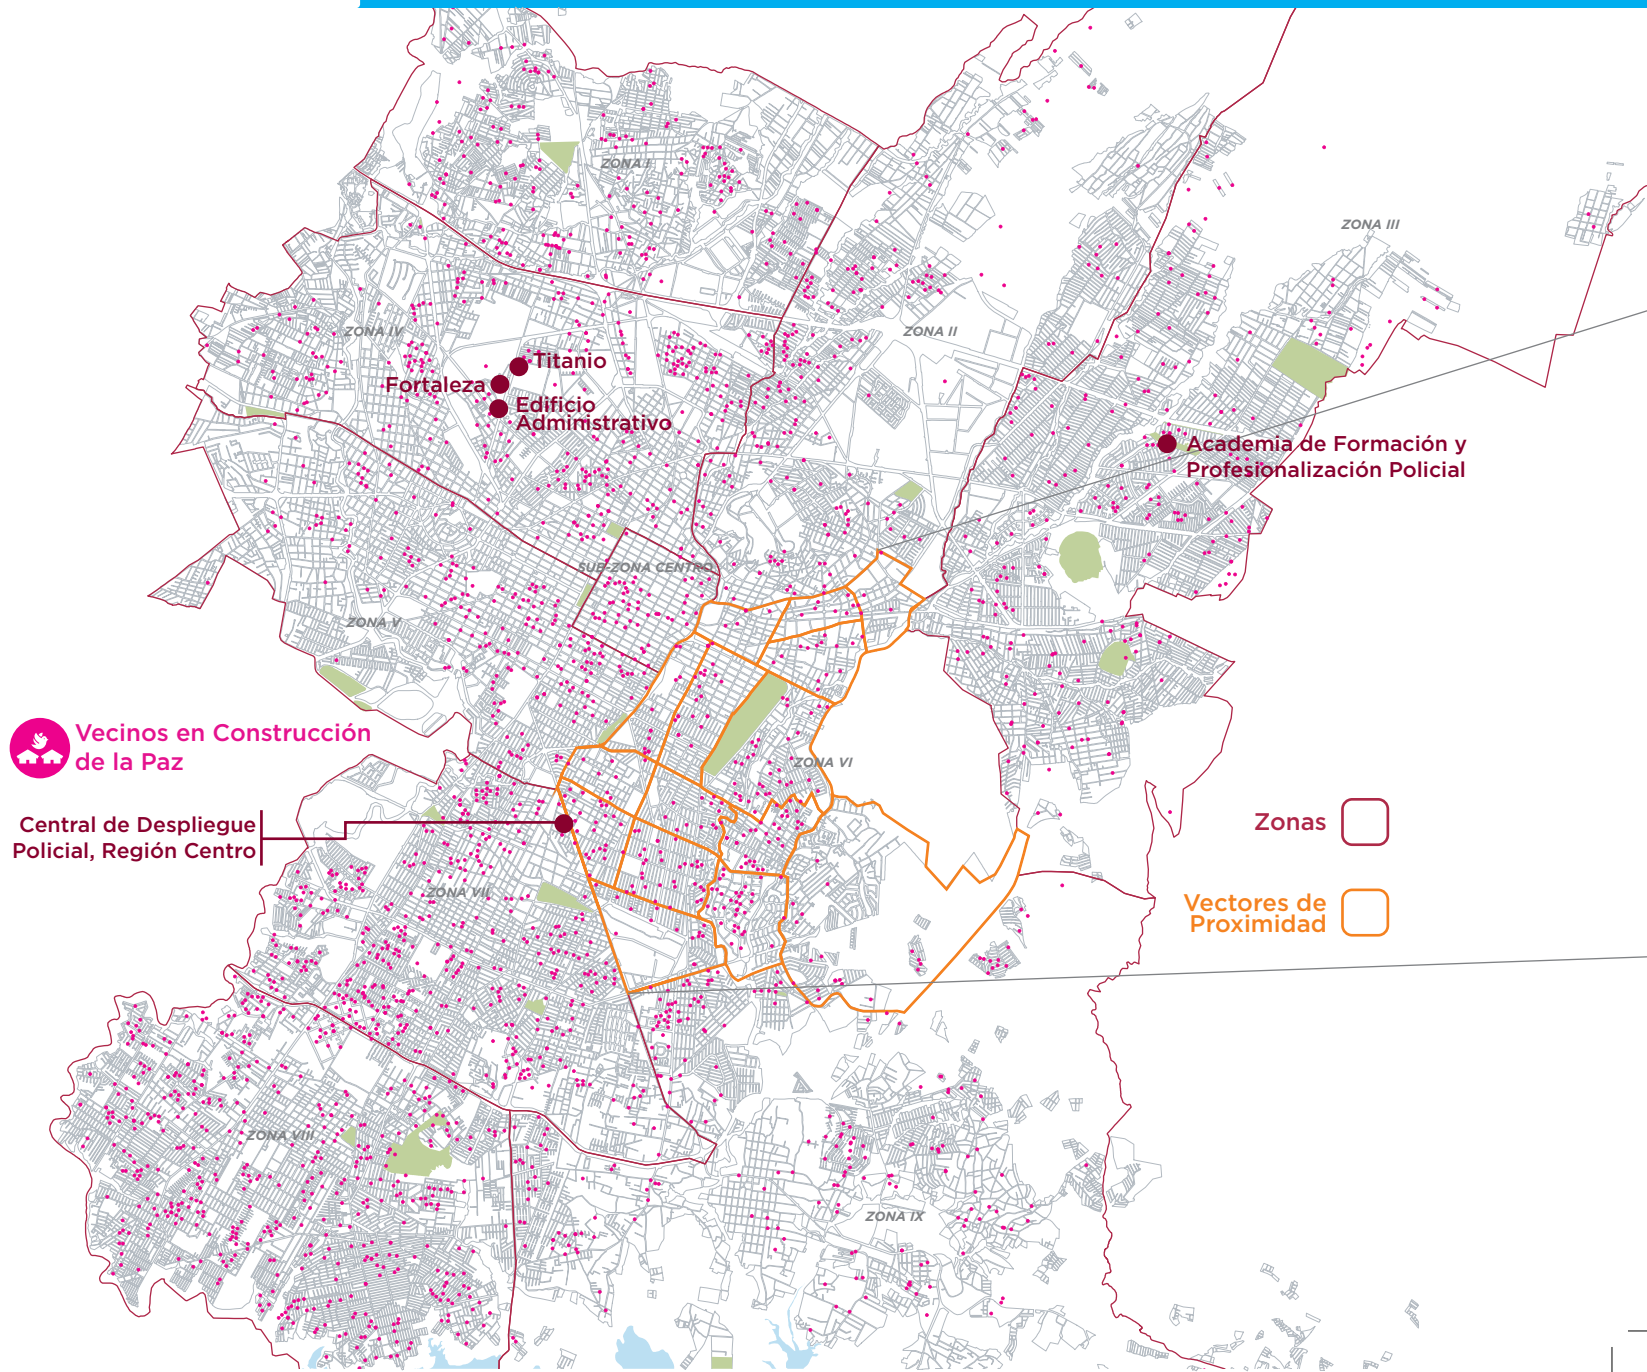 ZONA I
ZONA III
ZONA IV
ZONA II
Titanio
Fortaleza
Edificio
Administrativo
Academia de Formación y
Profesionalización Policial
SUB-ZONA CENTRO
ZONA V
Vecinos en Construcción
de la Paz
ZONA VI
Central de Despliegue
Policial, Región Centro
Zonas
ZONA VII
Vectores de
Proximidad
ZONA VIII
ZONA IX